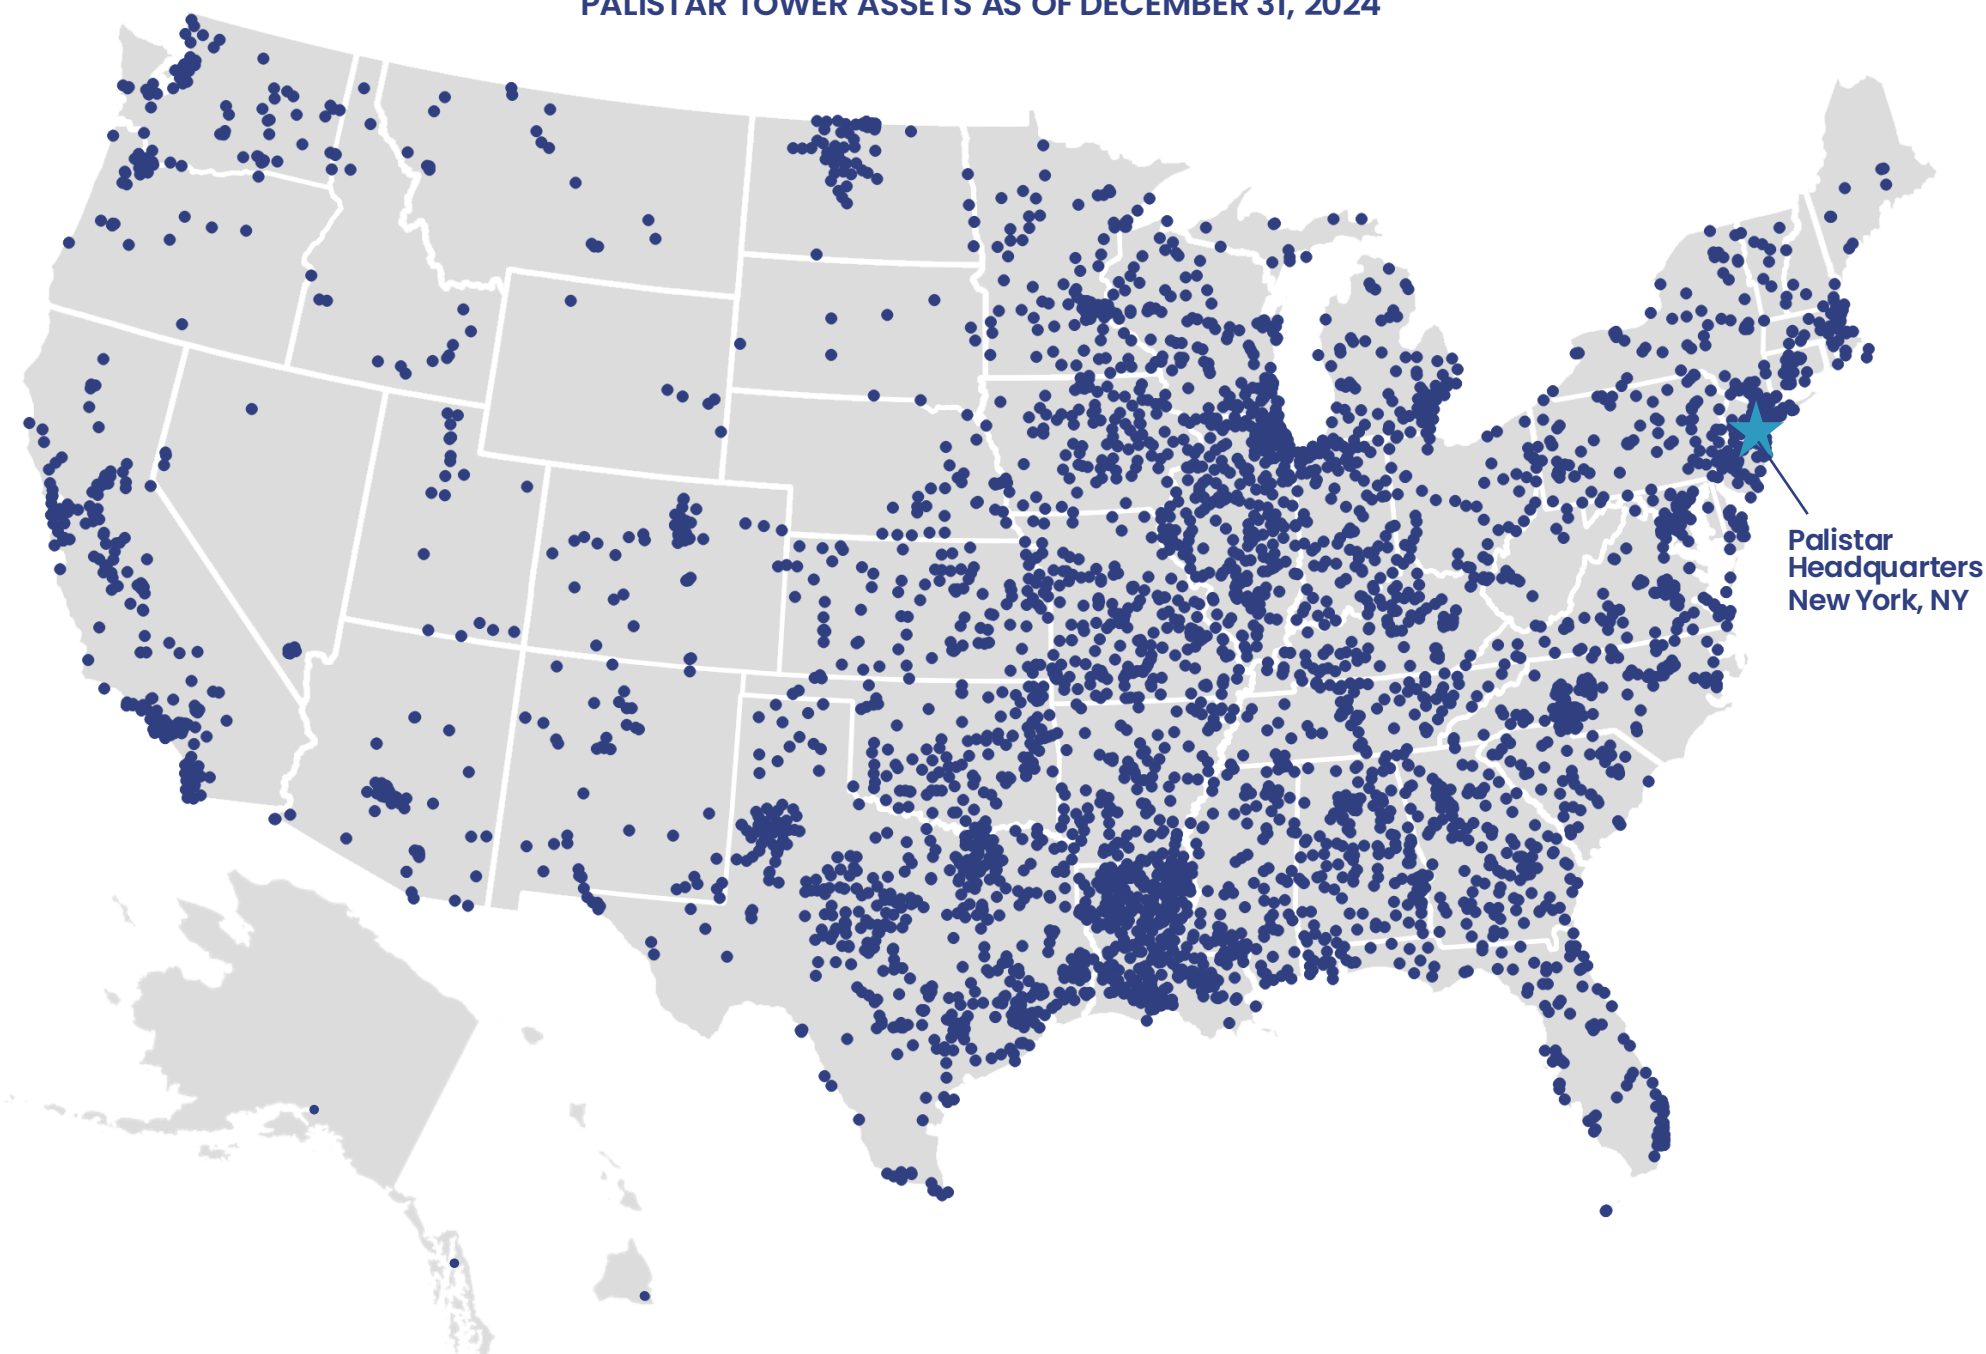 PALISTAR TOWER ASSETS AS OF DECEMBER 31, 2024
Palistar
Headquarters
New York, NY